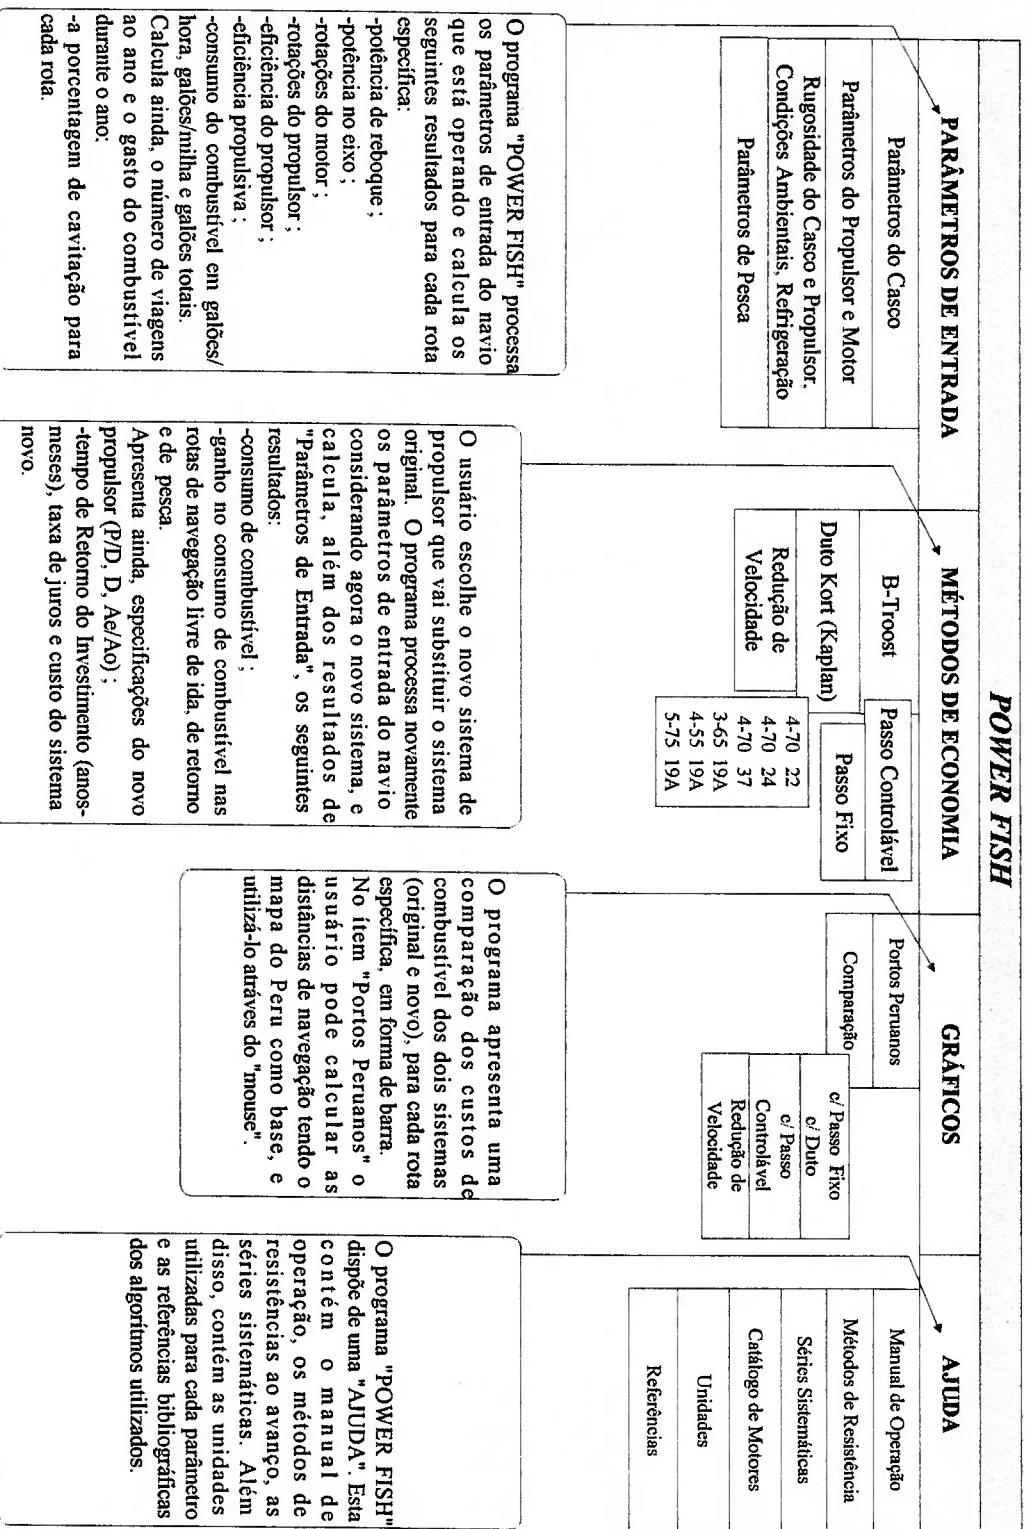 POWER FISH
PARÂMETROS DE ENTRADA
Parâmetros do Casco
Parâmetros do Propulsor e Motor
Rugosidade do Casco e Propulsor,
Condições Ambientais, Refrigeração
Parâmetros de Pesca
O programa "POWER FISH" processa
os parâmetros de entrada do navio
que está operando e calcula os
seguintes resultados para cada rota
específica:
-potência de reboque ;
-potência no eixo ;
-rotações do motor ;
-rotações do propulsor ;
-eficiência do propulsor ;
-eficiência propulsiva ;
-consumo do combustível em galões/
hora, galões/milha e galões totais.
Calcula ainda, o número de viagens
ao ano e o gasto do combustível
durante o ano;
-a porcentagem de cavitação para
cada rota.
MÉTODOS DE ECONOMIA
B-Troost
Duto Kort (Kaplan)
Redução de
Velocidade
Passo Controlável
Passo Fixo
4-70 22
4-70 24
4-70 37
3-65 19A
4-55 19A
5-75 19A
O usuário escolhe o novo sistema de
propulsor que vai substituir o sistema
original. O programa processa novamente
os parâmetros de entrada do navio
considerando agora o novo sistema, e
calcula, além dos resultados de
"Parâmetros de Entrada", os seguintes
resultados:
-consumo de combustível ;
-ganho no consumo de combustível nas
rotas de navegação livre de ida, de retorno
e de pesca.
Apresenta ainda, especificações do novo
propulsor (P/D, D, Ae/Ao) ;
-tempo de Retorno do Investimento (anos-
meses), taxa de juros e custo do sistema
novo.
GRÁFICOS
Portos Peruanos
Comparação
c/ Passo Fixo
c/ Duto
c/ Passo
Controlável
Redução de
Velocidade
O programa apresenta uma
comparação dos custos de
combustível dos dois sistemas
(original e novo), para cada rota
específica, em forma de barra.
No ítem "Portos Peruanos" o
usuário pode calcular as
distâncias de navegação tendo o
mapa do Peru como base, e
utilizá-lo atráves do "mouse".
AJUDA
Manual de Operação
Métodos de Resistência
Séries Sistemáticas
Catálogo de Motores
Unidades
Referências
O programa "POWER FISH"
dispõe de uma "AJUDA". Esta
contém o manual de
operação, os métodos de
resistências ao avanço, as
séries sistemáticas. Além
disso, contém as unidades
utilizadas para cada parâmetro
e as referências bibliográficas
dos algorítmos utilizados.